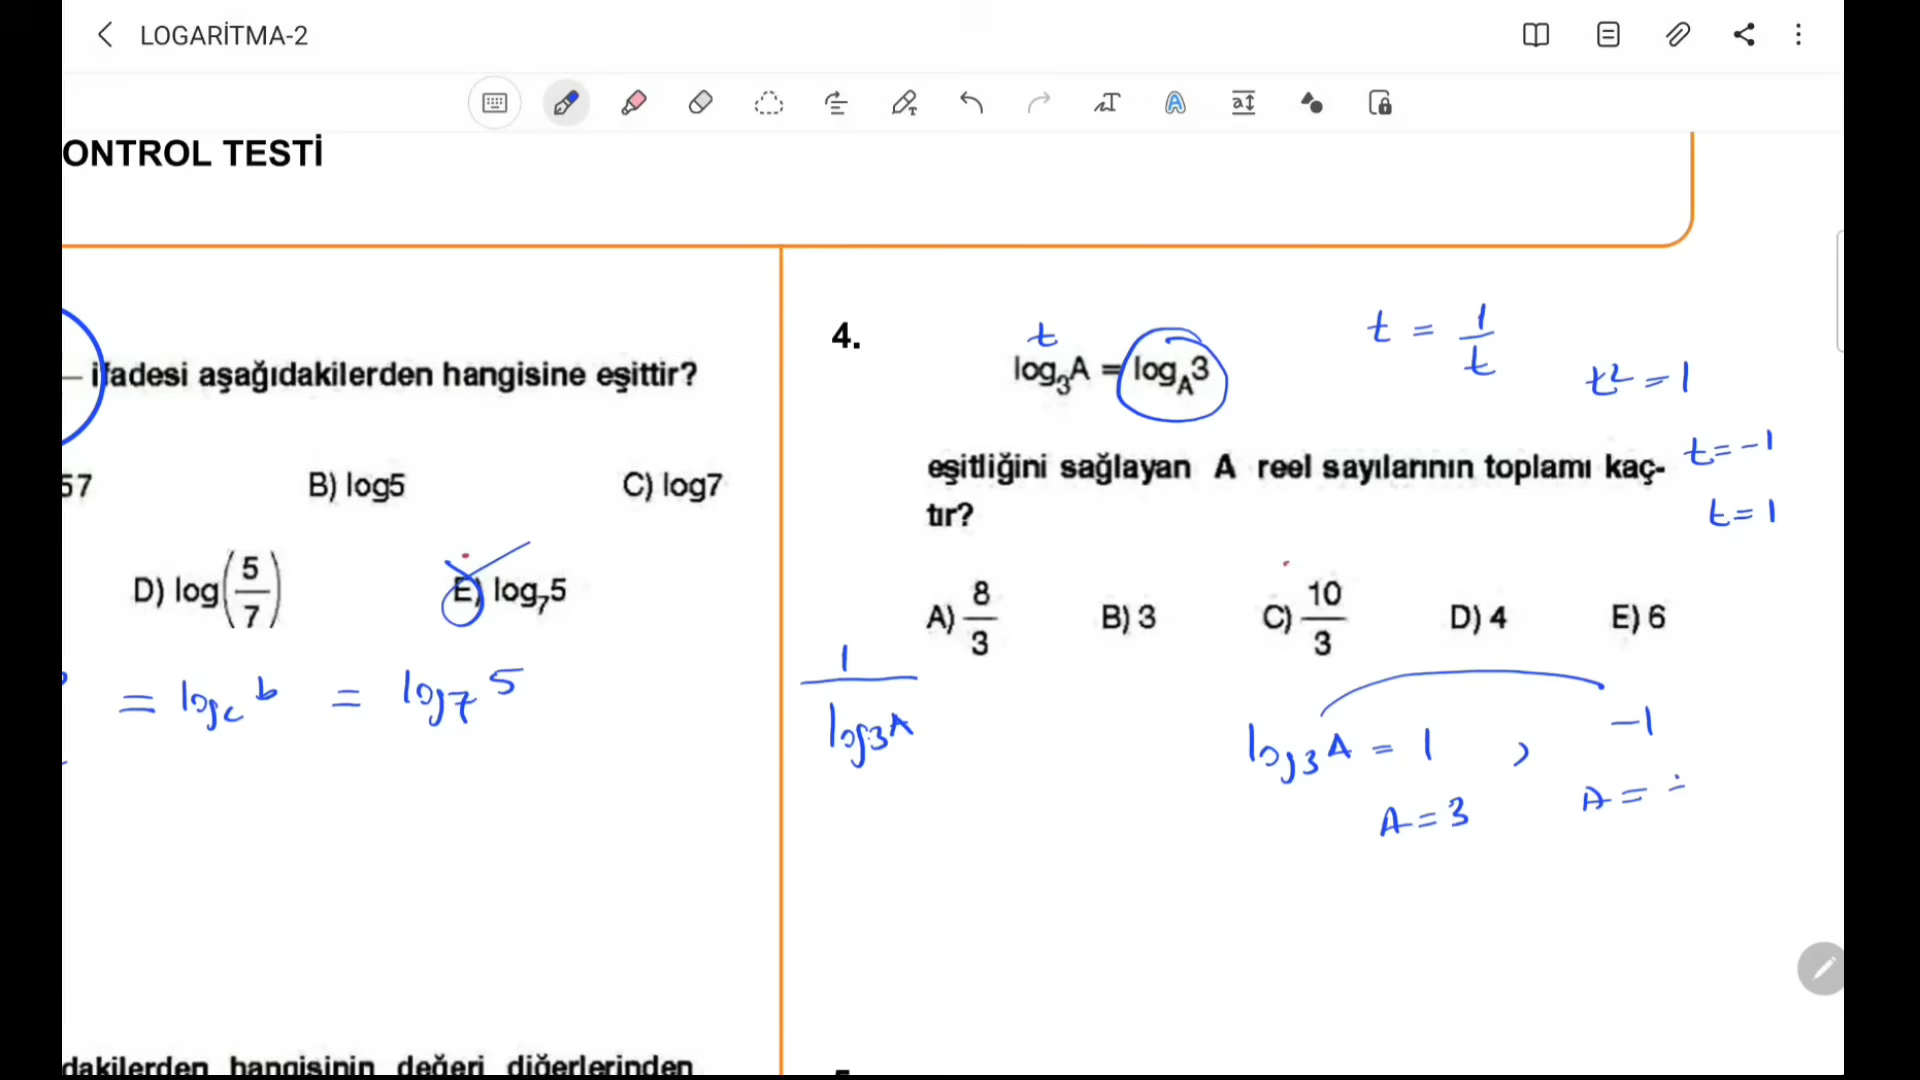 LOGARİTMA-2
ONTROL TESTİ
ifadesi aşağıdakilerden hangisine eşittir?
57 B) log5 C) log7
D) log(5/7) E) log₇5
= log_c b = log₇ 5
4.
t
log₃A = log_A 3
t = 1/t
t² = 1
eşitliğini sağlayan A reel sayılarının toplamı kaç-
tır?
t = -1
t = 1
A) 8/3 B) 3 C) 10/3 D) 4 E) 6
1/log₃A
log₃A = 1 , -1
A = 3 A =
dakilerden hangisinin değeri diğerlerinden